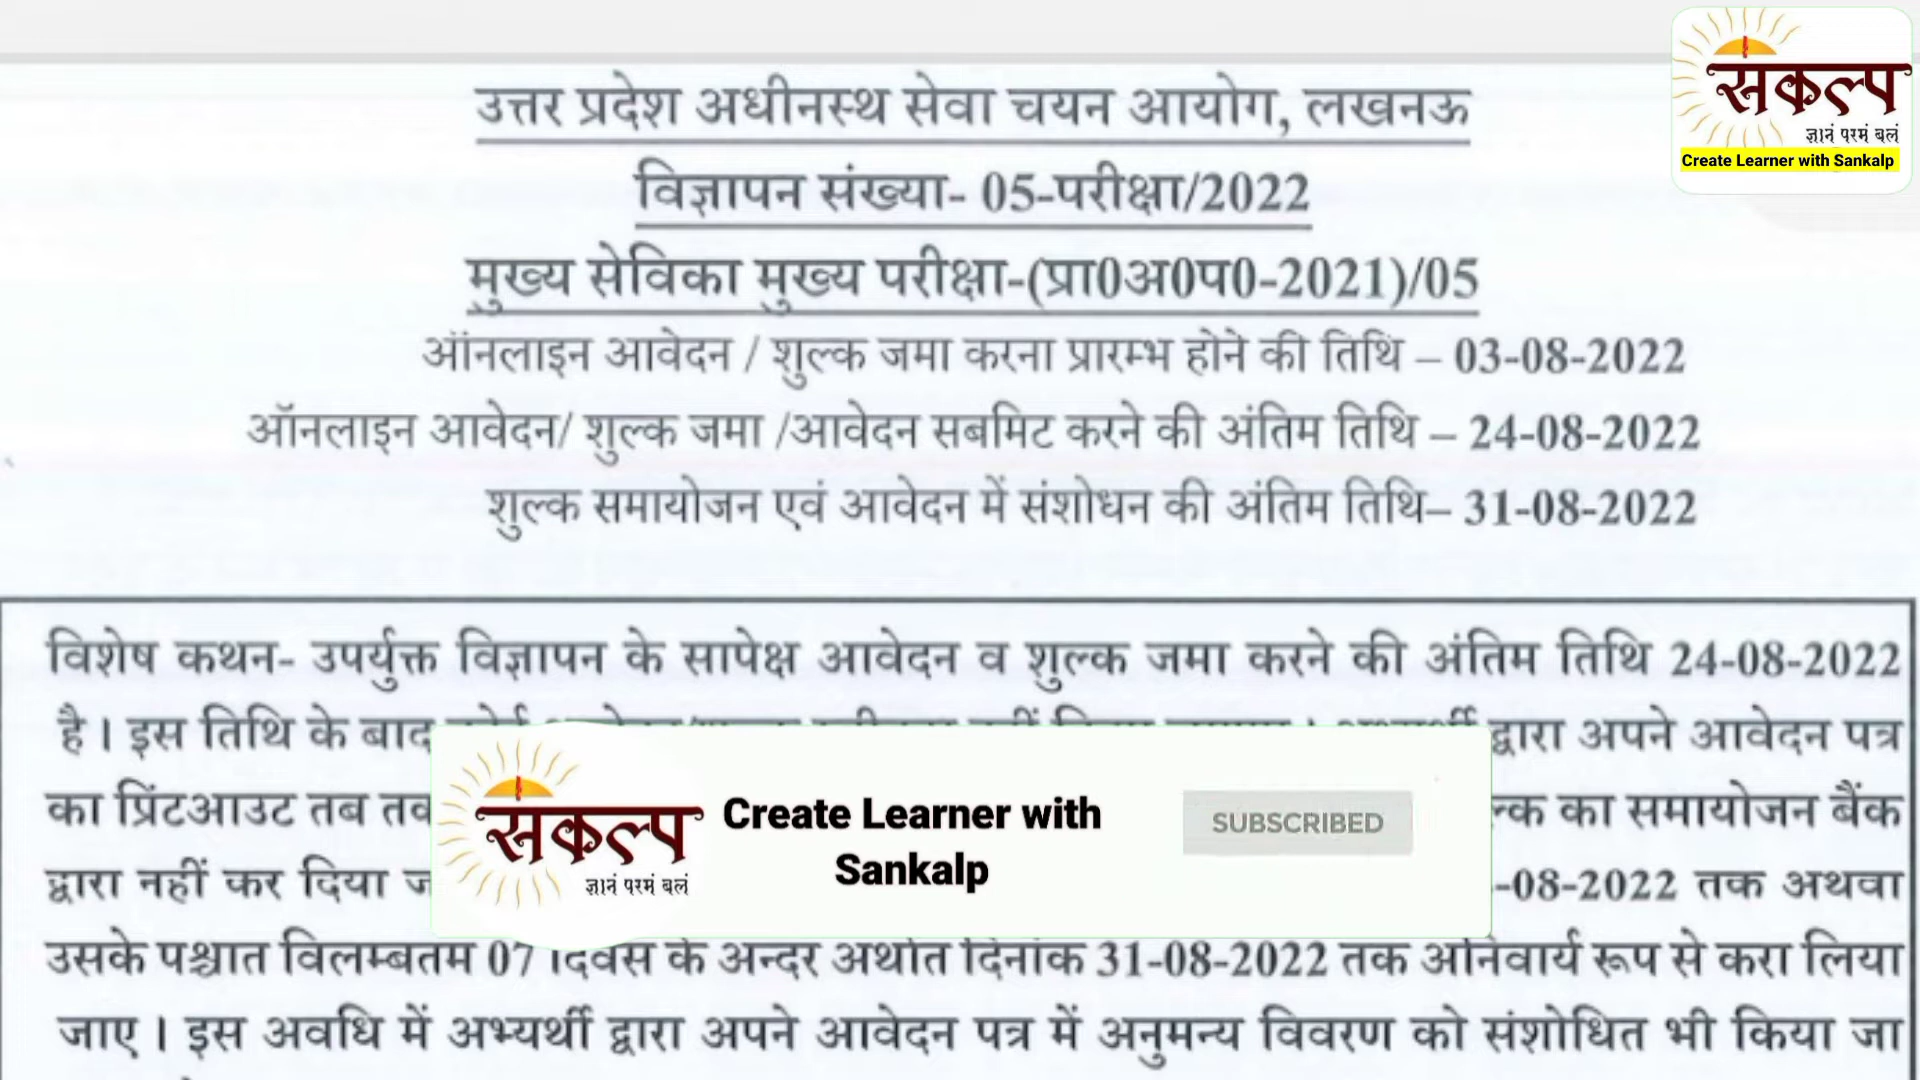 संकल्प
ज्ञानं परमं बलं
Create Learner with Sankalp
उत्तर प्रदेश अधीनस्थ सेवा चयन आयोग, लखनऊ
विज्ञापन संख्या- 05-परीक्षा/2022
मुख्य सेविका मुख्य परीक्षा-(प्रा0अ0प0-2021)/05
ऑनलाइन आवेदन / शुल्क जमा करना प्रारम्भ होने की तिथि – 03-08-2022
ऑनलाइन आवेदन/ शुल्क जमा /आवेदन सबमिट करने की अंतिम तिथि – 24-08-2022
शुल्क समायोजन एवं आवेदन में संशोधन की अंतिम तिथि– 31-08-2022
विशेष कथन- उपर्युक्त विज्ञापन के सापेक्ष आवेदन व शुल्क जमा करने की अंतिम तिथि 24-08-2022
है। इस तिथि के बाद द्वारा अपने आवेदन पत्र
का प्रिंटआउट तब का समायोजन बैंक
द्वारा नहीं कर दिया -08-2022 तक अथवा
संकल्प
ज्ञानं परमं बलं
Create Learner with
Sankalp
SUBSCRIBED
उसके पश्चात विलम्बतम 07 दिवस के अन्दर अर्थात दिनांक 31-08-2022 तक अनिवार्य रूप से करा लिया
जाए। इस अवधि में अभ्यर्थी द्वारा अपने आवेदन पत्र में अनुमन्य विवरण को संशोधित भी किया जा